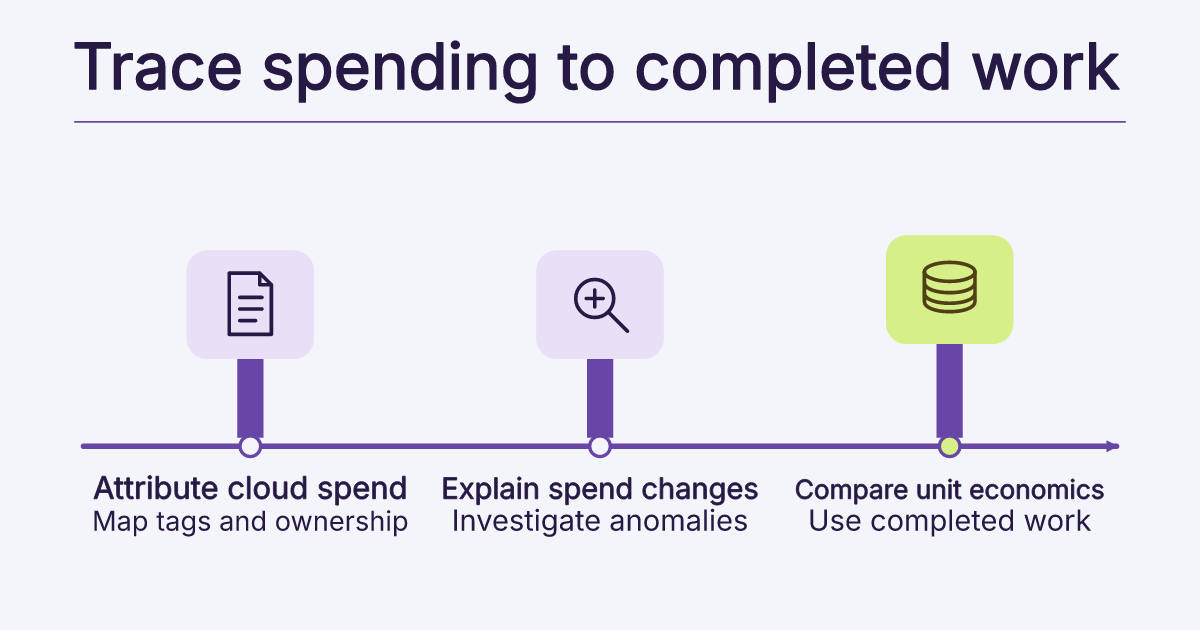 Trace spending to completed work
Attribute cloud spend
Map tags and ownership
Explain spend changes
Investigate anomalies
Compare unit economics
Use completed work